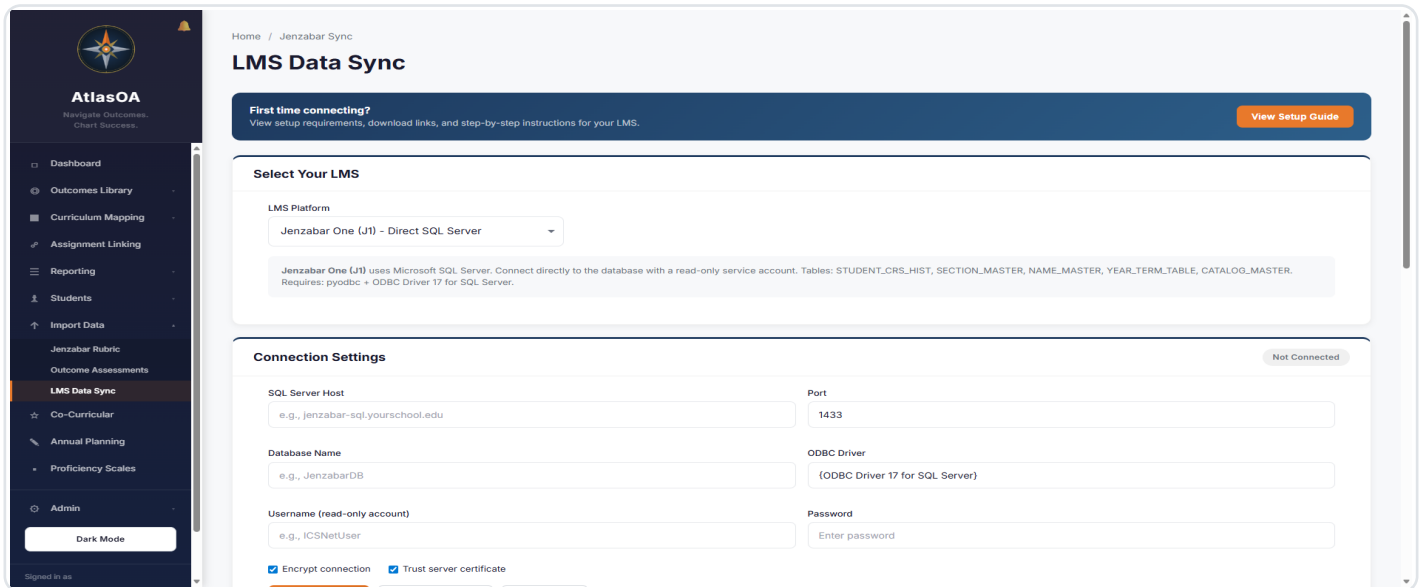 AtlasOA
Navigate Outcomes.
Chart Success.
Dashboard
Outcomes Library
Curriculum Mapping
Assignment Linking
Reporting
Students
Import Data
Jenzabar Rubric
Outcome Assessments
LMS Data Sync
Co-Curricular
Annual Planning
Proficiency Scales
Admin
Dark Mode
Signed in as
Home / Jenzabar Sync
LMS Data Sync
First time connecting?
View setup requirements, download links, and step-by-step instructions for your LMS.
View Setup Guide
Select Your LMS
LMS Platform
Jenzabar One (J1) - Direct SQL Server
Jenzabar One (J1) uses Microsoft SQL Server. Connect directly to the database with a read-only service account. Tables: STUDENT_CRS_HIST, SECTION_MASTER, NAME_MASTER, YEAR_TERM_TABLE, CATALOG_MASTER.
Requires: pyodbc + ODBC Driver 17 for SQL Server.
Connection Settings
Not Connected
SQL Server Host
Port
e.g., jenzabar-sql.yourschool.edu
1433
Database Name
ODBC Driver
e.g., JenzabarDB
{ODBC Driver 17 for SQL Server}
Username (read-only account)
Password
e.g., ICSNetUser
Enter password
Encrypt connection
Trust server certificate